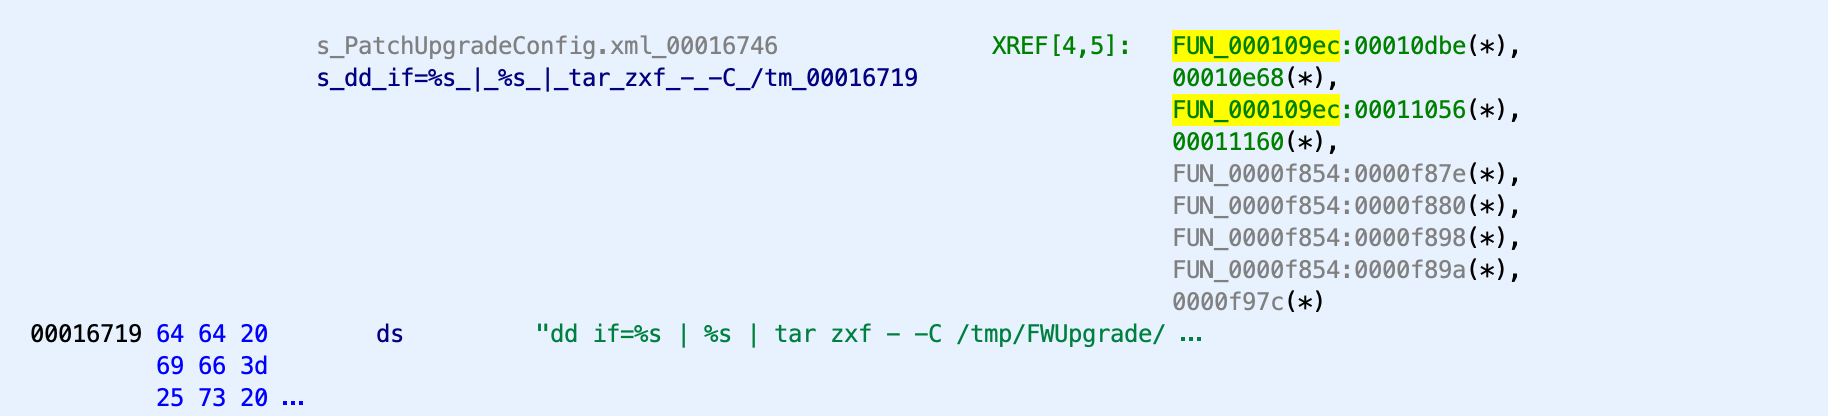 s_PatchUpgradeConfig.xml_00016746 XREF[4,5]: FUN_000109ec:00010dbe(*),
s_dd_if=%s_|_%s_|_tar_zxf_-_-C_/tm_00016719 00010e68(*),
FUN_000109ec:00011056(*),
00011160(*),
FUN_0000f854:0000f87e(*),
FUN_0000f854:0000f880(*),
FUN_0000f854:0000f898(*),
FUN_0000f854:0000f89a(*),
0000f97c(*)
00016719 64 64 20 ds "dd if=%s | %s | tar zxf - -C /tmp/FWUpgrade/ ...
69 66 3d
25 73 20 ...